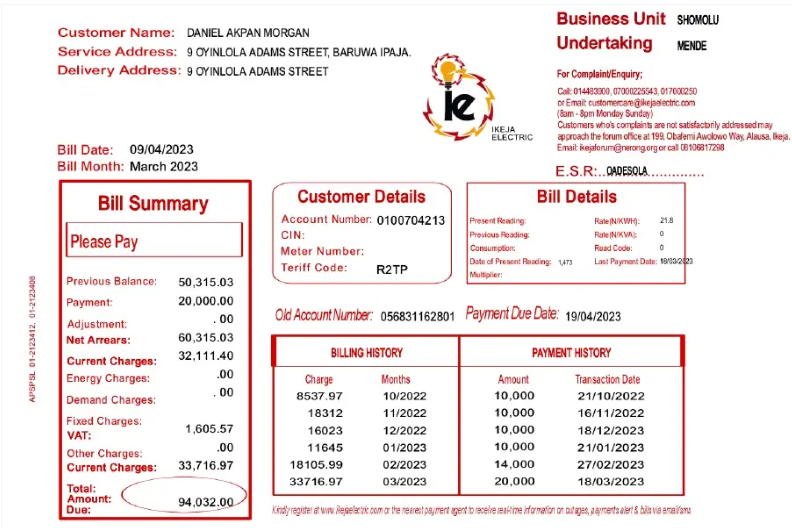 Customer Name: DANIEL AKPAN MORGAN
Service Address: 9 OYINLOLA ADAMS STREET, BARUWA IPAJA.
Delivery Address: 9 OYINLOLA ADAMS STREET
ie
IKEJA
ELECTRIC
Business Unit SHOMOLU
Undertaking MENDE
For Complaint/Enquiry;
Call: 014483900, 07000225543, 017000250
or Email: customercare@ikejaelectric.com
(8am - 8pm Monday Sunday)
Customers who's complaints are not satisfactorily addressed may
approach the forum office at 199, Obafemi Awolowo Way, Alausa, Ikeja.
Email: ikejaforum@nerong.org or call 08106817298
E.S.R:..OADESOLA..............
Bill Date: 09/04/2023
Bill Month: March 2023
Bill Summary
Please Pay
Previous Balance: 50,315.03
Payment: 20,000.00
Adjustment: .00
Net Arrears: 60,315.03
Current Charges: 32,111.40
Energy Charges: .00
Demand Charges: .00
Fixed Charges:
VAT: 1,605.57
Other Charges: .00
Current Charges: 33,716.97
Total:
Amount: 94,032.00
Due:
APSPSL 01-2123412, 01-2123408
Customer Details
Account Number: 0100704213
CIN:
Meter Number:
Teriff Code: R2TP
Bill Details
Present Reading: Rate(N/KWH): 21.8
Previous Reading: Rate(N/KVA): 0
Consumption: Road Code: 0
Date of Present Reading: 1,473 Last Payment Date: 18/03/2023
Multiplier:
Old Account Number: 056831162801 Payment Due Date: 19/04/2023
BILLING HISTORY PAYMENT HISTORY
Charge Months Amount Transaction Date
8537.97 10/2022 10,000 21/10/2022
18312 11/2022 10,000 16/11/2022
16023 12/2022 10,000 18/12/2023
11645 01/2023 10,000 21/01/2023
18105.99 02/2023 14,000 27/02/2023
33716.97 03/2023 20,000 18/03/2023
Kindly register at www.ikejaelectric.com or the nearest payment agent to receive real-time information on outages, payments alert & bills via email/sms